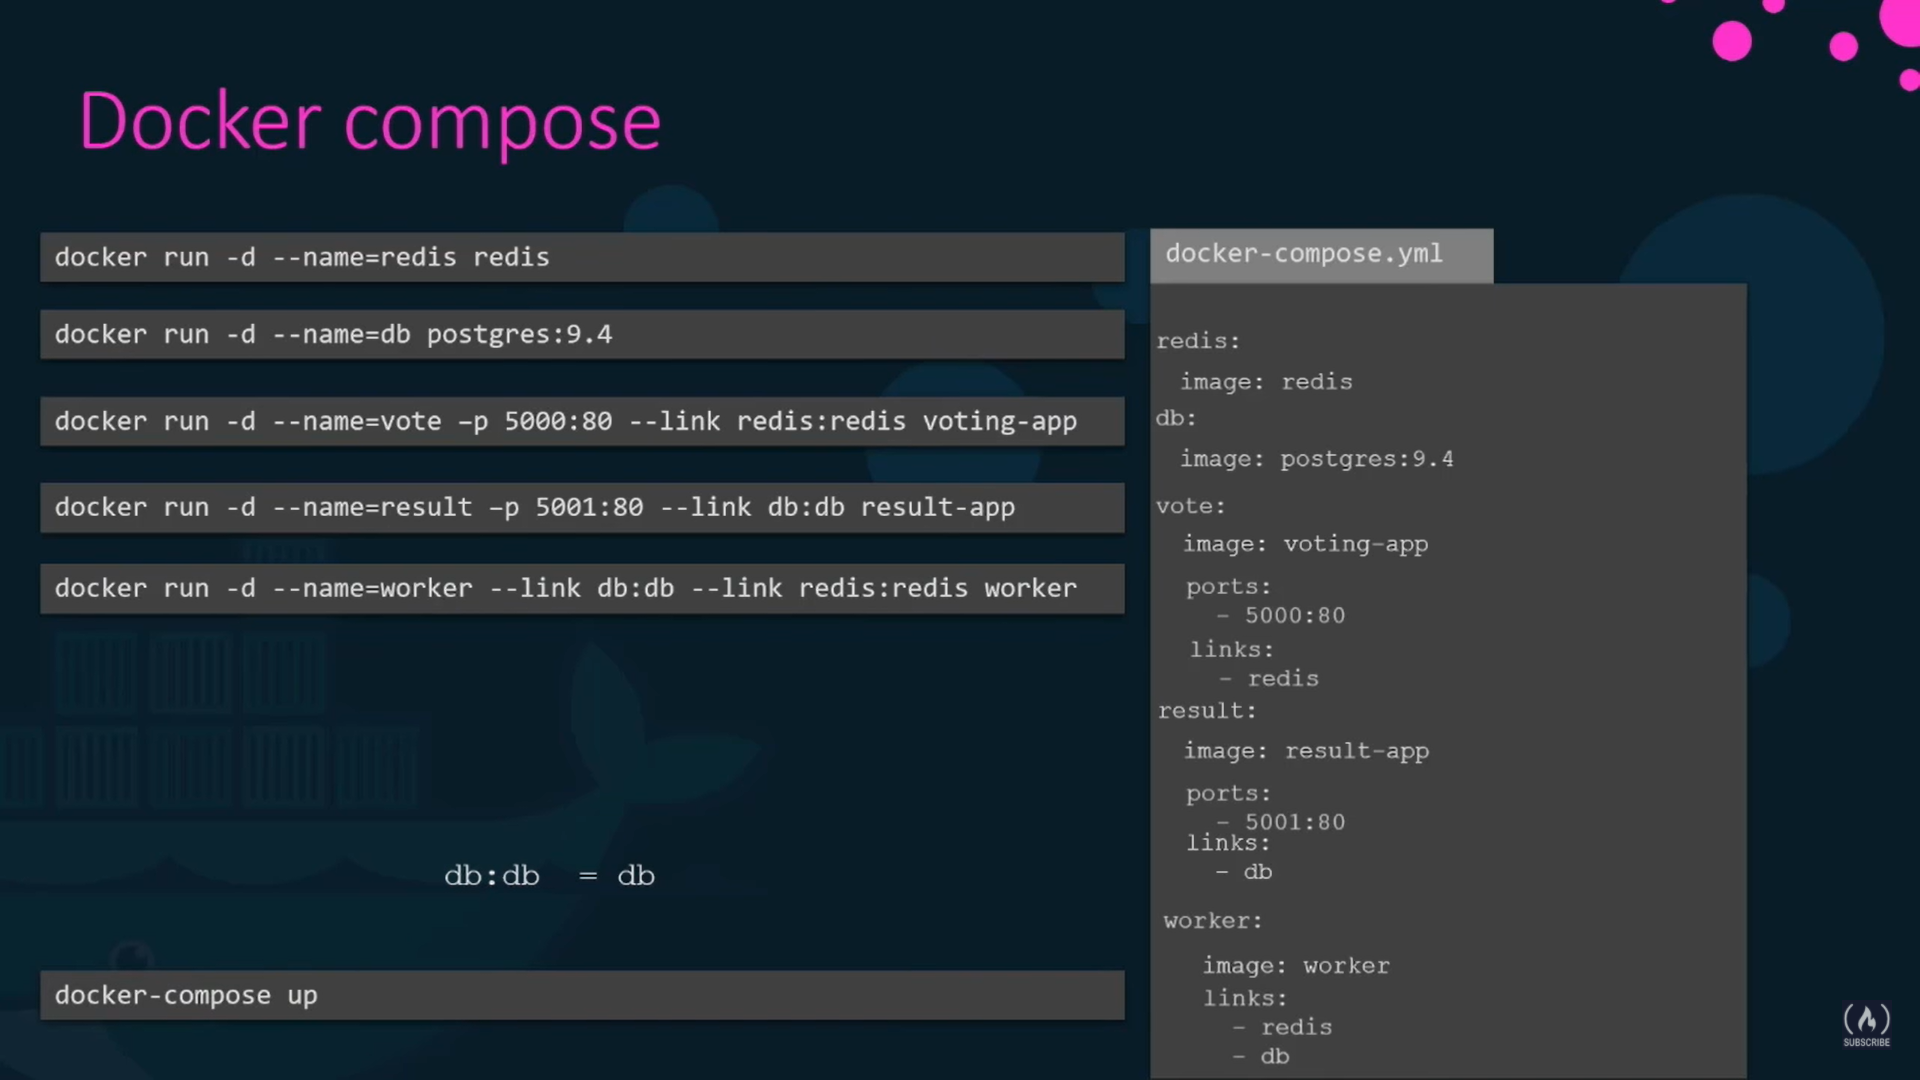 Docker compose
docker run -d --name=redis redis
docker run -d --name=db postgres:9.4
docker run -d --name=vote –p 5000:80 --link redis:redis voting-app
docker run -d --name=result –p 5001:80 --link db:db result-app
docker run -d --name=worker --link db:db --link redis:redis worker
db:db = db
docker-compose up
docker-compose.yml
redis:
image: redis
db:
image: postgres:9.4
vote:
image: voting-app
ports:
- 5000:80
links:
- redis
result:
image: result-app
ports:
- 5001:80
links:
- db
worker:
image: worker
links:
- redis
- db
SUBSCRIBE